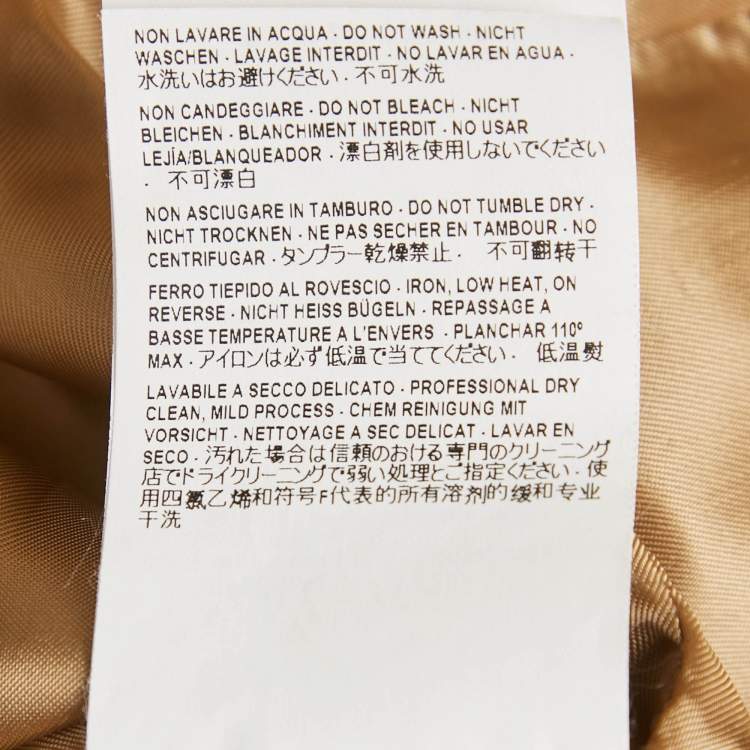 NON LAVARE IN ACQUA - DO NOT WASH - NICHT
WASCHEN - LAVAGE INTERDIT - NO LAVAR EN AGUA -
水洗いはお避けください - 不可水洗
NON CANDEGGIARE - DO NOT BLEACH - NICHT
BLEICHEN - BLANCHIMENT INTERDIT - NO USAR
LEJÍA/BLANQUEADOR - 漂白剤を使用しないでください
- 不可漂白
NON ASCIUGARE IN TAMBURO - DO NOT TUMBLE DRY -
NICHT TROCKNEN - NE PAS SECHER EN TAMBOUR - NO
CENTRIFUGAR - タンプラー乾燥禁止 - 不可翻转干
FERRO TIEPIDO AL ROVESCIO - IRON, LOW HEAT, ON
REVERSE - NICHT HEISS BÜGELN - REPASSAGE A
BASSE TEMPERATURE A L'ENVERS - PLANCHAR 110º
MAX - アイロンは必ず低温で当ててください - 低温熨
LAVABILE A SECCO DELICATO - PROFESSIONAL DRY
CLEAN, MILD PROCESS - CHEM REINIGUNG MIT
VORSICHT - NETTOYAGE A SEC DELICAT - LAVAR EN
SECO - 汚れた場合は信頼のおける専門のクリーニング
店でドライクリーニングで弱い処理とご指定ください - 使
用四氯乙烯和符号F代表的所有溶剂的缓和专业
干洗